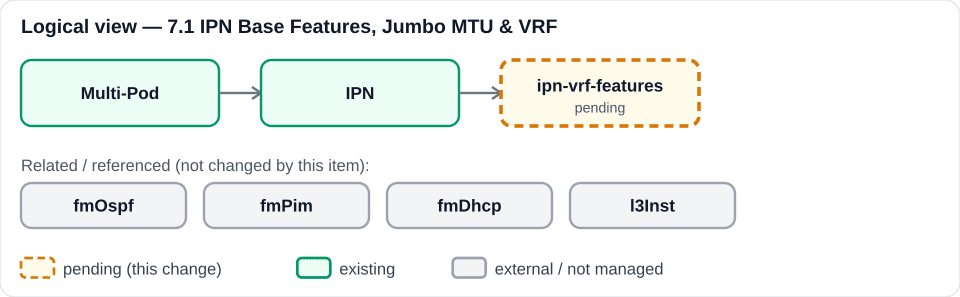 Logical view — 7.1 IPN Base Features, Jumbo MTU & VRF
Multi-Pod
IPN
ipn-vrf-features
pending
Related / referenced (not changed by this item):
fmOspf
fmPim
fmDhcp
l3Inst
pending (this change)
existing
external / not managed